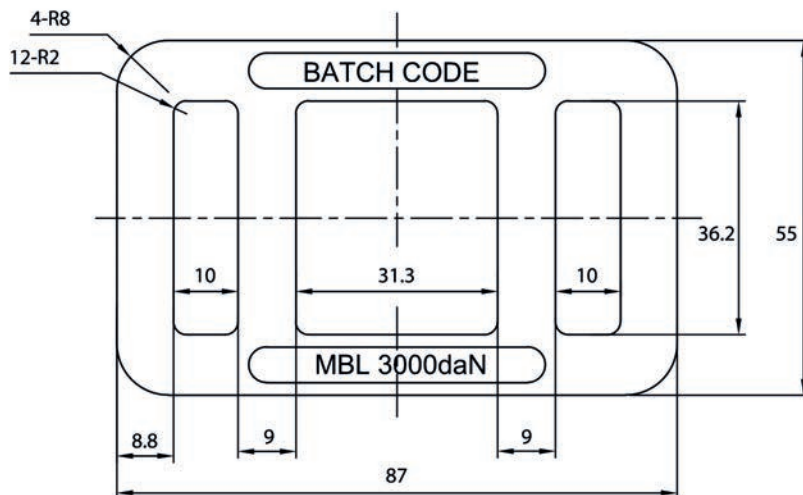 4-R8
12-R2
BATCH CODE
36.2
55
10
31.3
10
MBL 3000daN
8.8
9
9
87